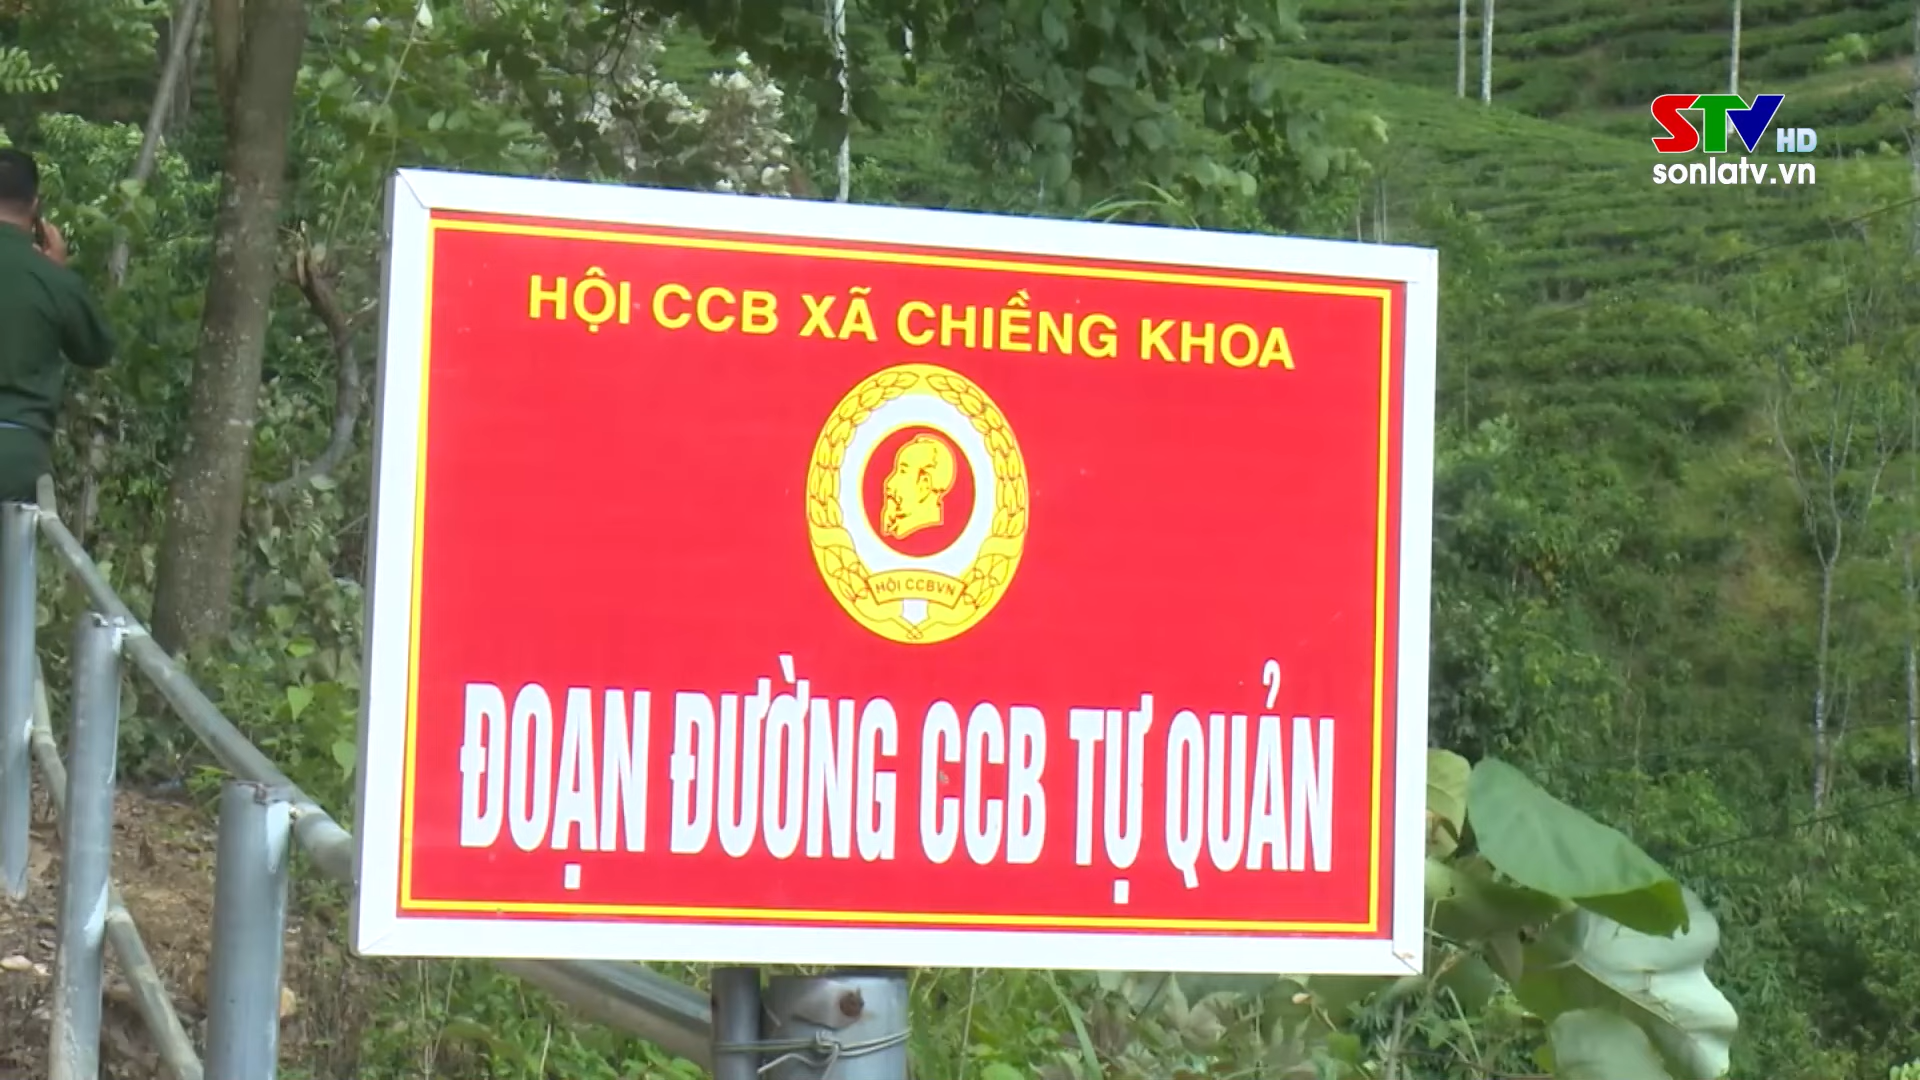 STV HD
sonlatv.vn
HỘI CCB XÃ CHIỀNG KHOA
HỘI CCBVN
ĐOẠN ĐƯỜNG CCB TỰ QUẢN